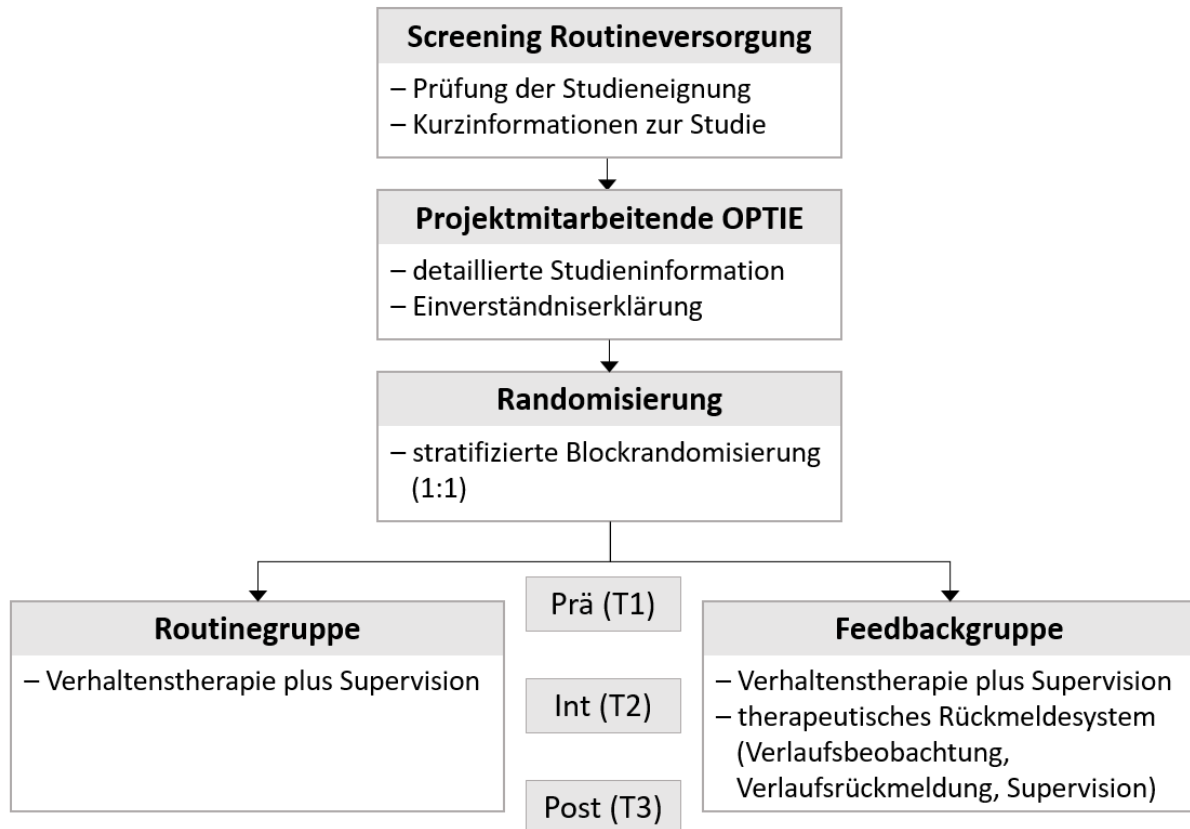 Screening Routineversorgung
– Prüfung der Studieneignung
– Kurzinformationen zur Studie
Projektmitarbeitende OPTIE
– detaillierte Studieninformation
– Einverständniserklärung
Randomisierung
– stratifizierte Blockrandomisierung
(1:1)
Routinegruppe
– Verhaltenstherapie plus Supervision
Prä (T1)
Int (T2)
Post (T3)
Feedbackgruppe
– Verhaltenstherapie plus Supervision
– therapeutisches Rückmeldesystem
(Verlaufsbeobachtung,
Verlaufsrückmeldung, Supervision)